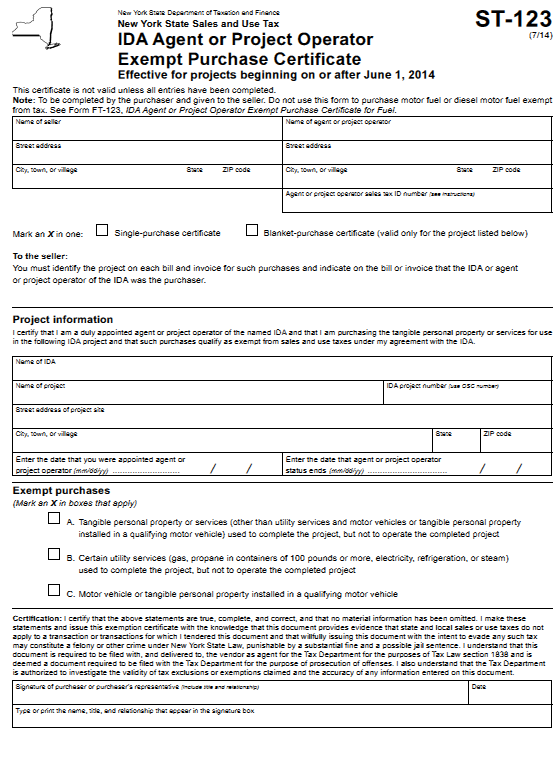 New York State Department of Taxation and Finance
New York State Sales and Use Tax
IDA Agent or Project Operator
Exempt Purchase Certificate
Effective for projects beginning on or after June 1, 2014
ST-123
(7/14)
This certificate is not valid unless all entries have been completed.
Note: To be completed by the purchaser and given to the seller. Do not use this form to purchase motor fuel or diesel motor fuel exempt
from tax. See Form FT-123, IDA Agent or Project Operator Exempt Purchase Certificate for Fuel.
Name of seller
Name of agent or project operator
Street address
Street address
City, town, or village State ZIP code
City, town, or village State ZIP code
Agent or project operator sales tax ID number (see instructions)
Mark an X in one: Single-purchase certificate Blanket-purchase certificate (valid only for the project listed below)
To the seller:
You must identify the project on each bill and invoice for such purchases and indicate on the bill or invoice that the IDA or agent
or project operator of the IDA was the purchaser.
Project information
I certify that I am a duly appointed agent or project operator of the named IDA and that I am purchasing the tangible personal property or services for use
in the following IDA project and that such purchases qualify as exempt from sales and use taxes under my agreement with the IDA.
Name of IDA
Name of project
IDA project number (use OSC number)
Street address of project site
City, town, or village State ZIP code
Enter the date that you were appointed agent or
project operator (mm/dd/yy) ........................... / /
Enter the date that agent or project operator
status ends (mm/dd/yy) ................................ / /
Exempt purchases
(Mark an X in boxes that apply)
A. Tangible personal property or services (other than utility services and motor vehicles or tangible personal property
installed in a qualifying motor vehicle) used to complete the project, but not to operate the completed project
B. Certain utility services (gas, propane in containers of 100 pounds or more, electricity, refrigeration, or steam)
used to complete the project, but not to operate the completed project
C. Motor vehicle or tangible personal property installed in a qualifying motor vehicle
Certification: I certify that the above statements are true, complete, and correct, and that no material information has been omitted. I make these
statements and issue this exemption certificate with the knowledge that this document provides evidence that state and local sales or use taxes do not
apply to a transaction or transactions for which I tendered this document and that willfully issuing this document with the intent to evade any such tax
may constitute a felony or other crime under New York State Law, punishable by a substantial fine and a possible jail sentence. I understand that this
document is required to be filed with, and delivered to, the vendor as agent for the Tax Department for the purposes of Tax Law section 1838 and is
deemed a document required to be filed with the Tax Department for the purpose of prosecution of offenses. I also understand that the Tax Department
is authorized to investigate the validity of tax exclusions or exemptions claimed and the accuracy of any information entered on this document.
Signature of purchaser or purchaser's representative (include title and relationship)
Date
Type or print the name, title, and relationship that appear in the signature box